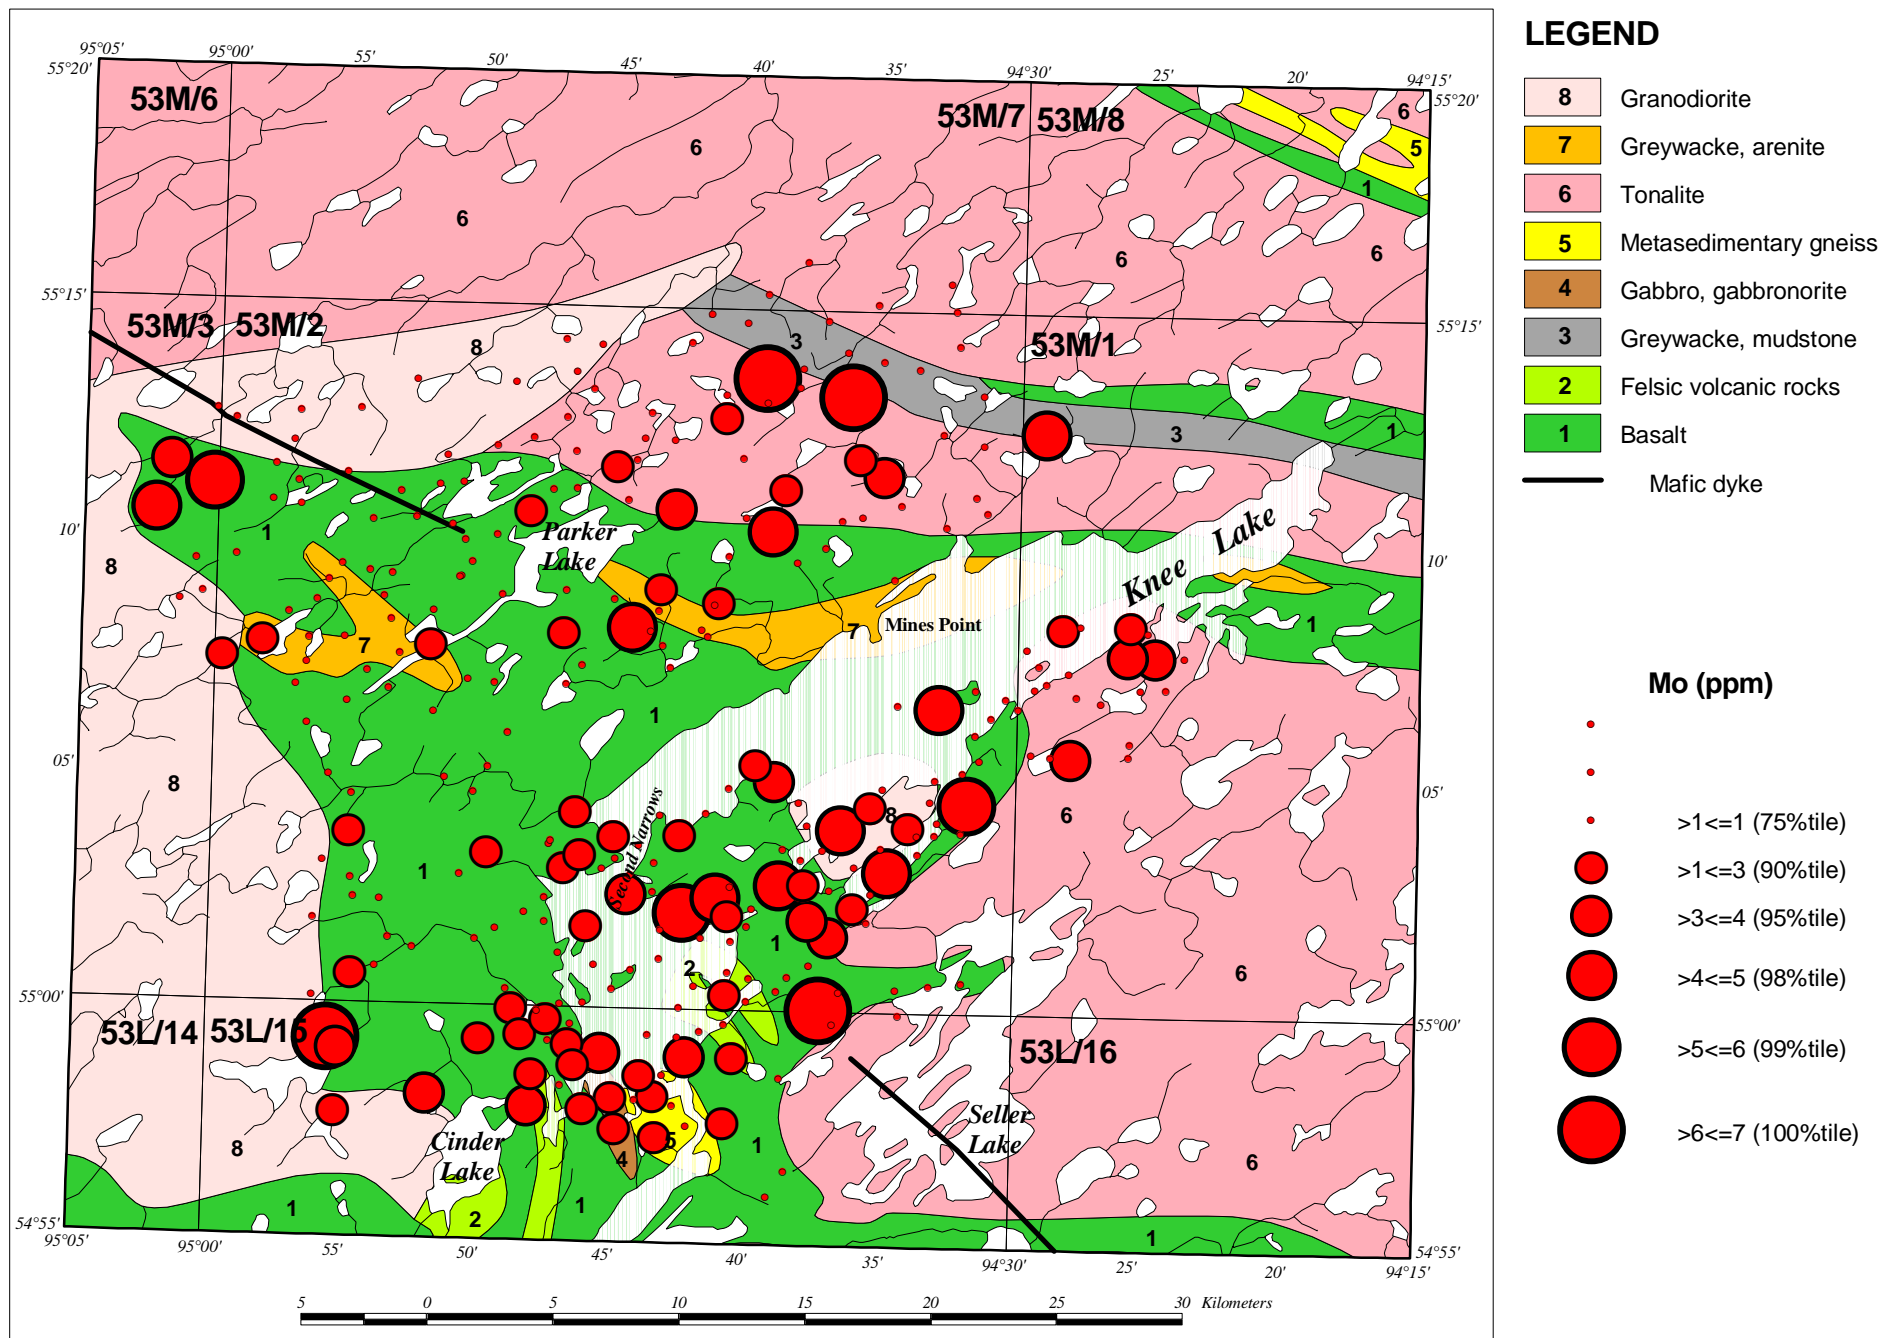 95°05'
95°00'
55'
50'
45'
40'
35'
94°30'
25'
20'
94°15'
55°20'
55°20'
53M/6
53M/7
53M/8
6
6
5
1
6
6
6
6
55°15'
55°15'
53M/3
53M/2
53M/1
8
3
3
1
10'
10'
1
8
Parker
Lake
Knee Lake
7
7
Mines Point
1
1
05'
05'
8
8
6
1
Second Narrows
1
2
6
55°00'
55°00'
53L/14
53L/15
53L/16
Seller
Lake
Cinder
Lake
8
5
4
1
6
1
2
1
1
54°55'
54°55'
95°05'
95°00'
55'
50'
45'
40'
35'
94°30'
25'
20'
94°15'
5
0
5
10
15
20
25
30
Kilometers
LEGEND
8 Granodiorite
7 Greywacke, arenite
6 Tonalite
5 Metasedimentary gneiss
4 Gabbro, gabbronorite
3 Greywacke, mudstone
2 Felsic volcanic rocks
1 Basalt
Mafic dyke
Mo (ppm)
>1<=1 (75%tile)
>1<=3 (90%tile)
>3<=4 (95%tile)
>4<=5 (98%tile)
>5<=6 (99%tile)
>6<=7 (100%tile)